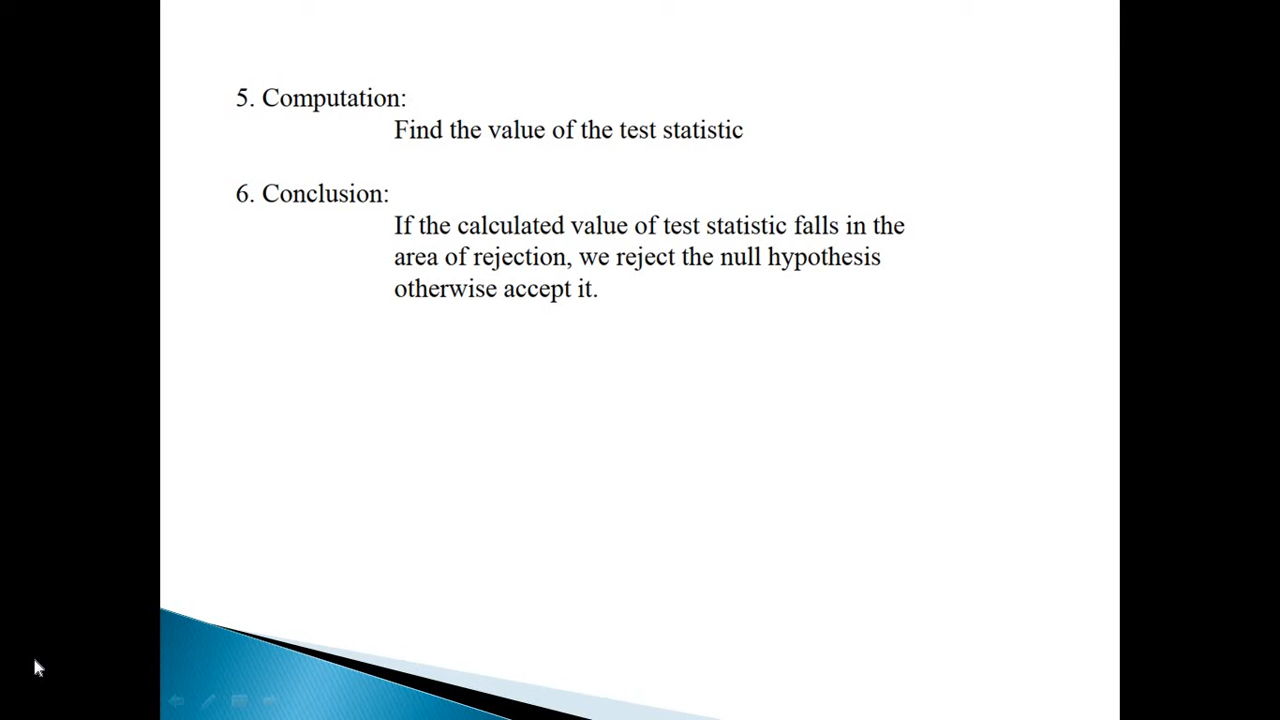 5. Computation:
Find the value of the test statistic
6. Conclusion:
If the calculated value of test statistic falls in the
area of rejection, we reject the null hypothesis
otherwise accept it.